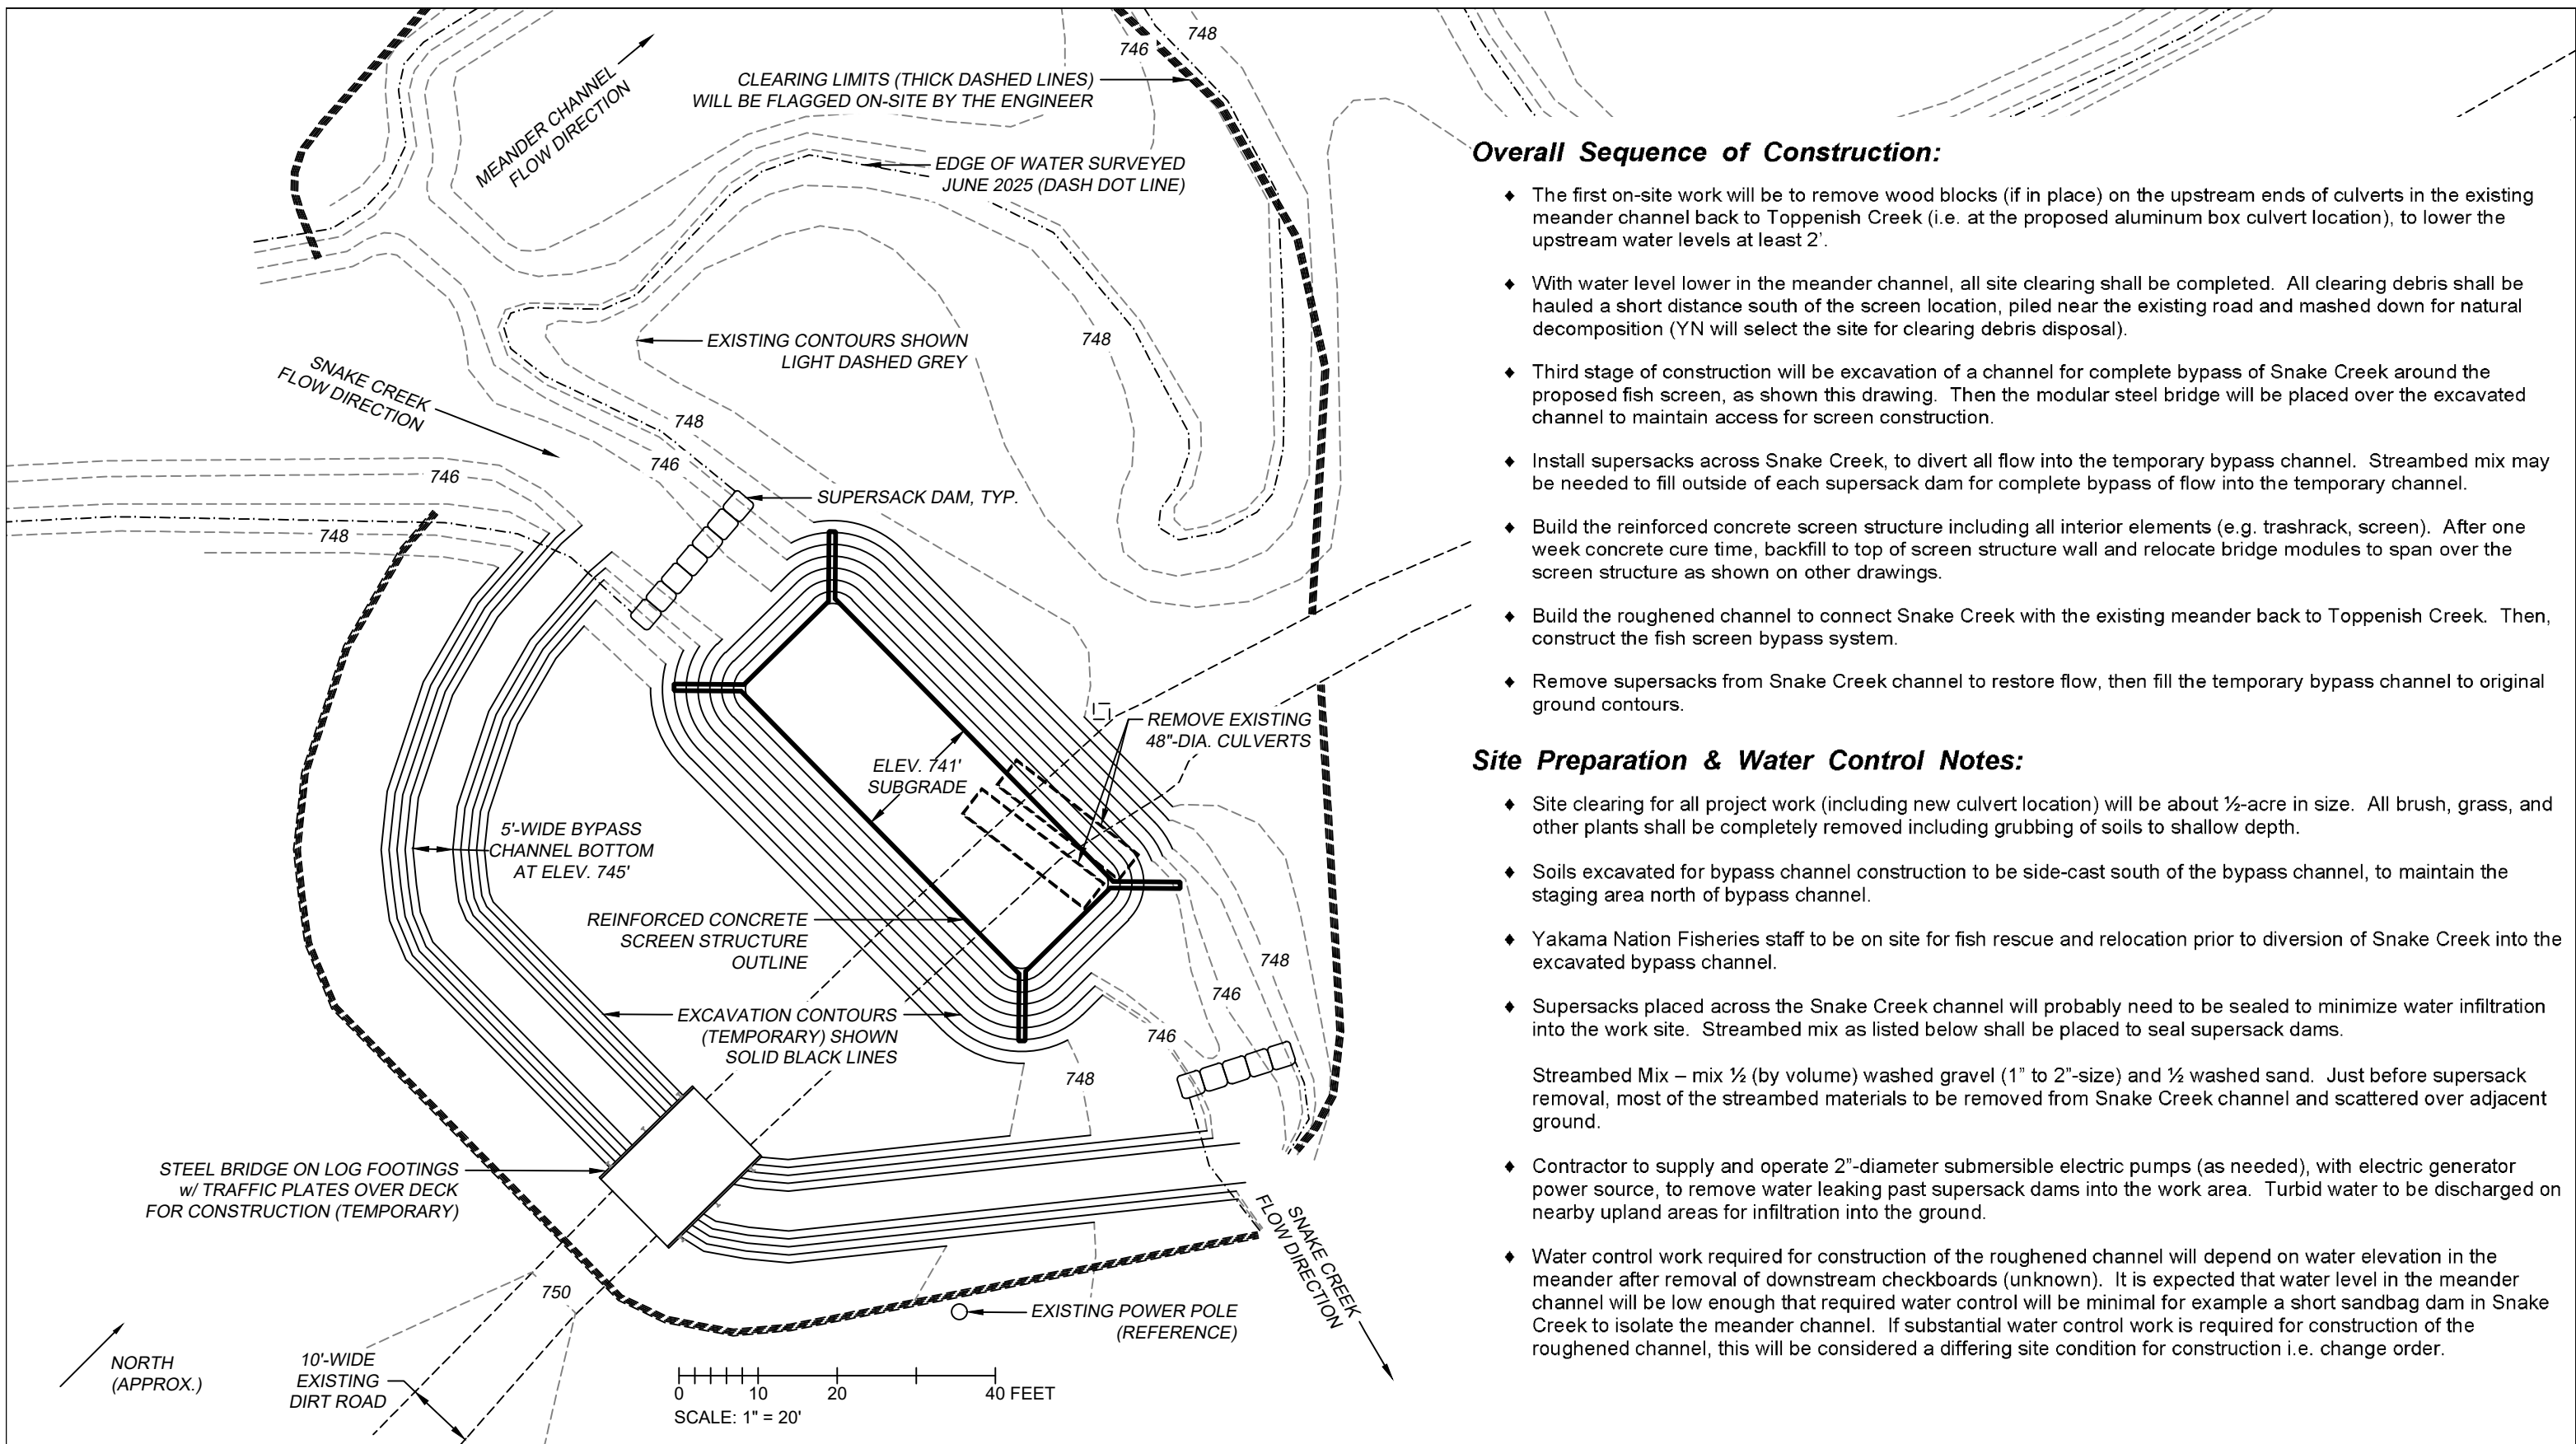 746
748
CLEARING LIMITS (THICK DASHED LINES)
WILL BE FLAGGED ON-SITE BY THE ENGINEER
MEANDER CHANNEL
FLOW DIRECTION
EDGE OF WATER SURVEYED
JUNE 2025 (DASH DOT LINE)
EXISTING CONTOURS SHOWN
LIGHT DASHED GREY
748
SNAKE CREEK
FLOW DIRECTION
748
746
746
748
SUPERSACK DAM, TYP.
REMOVE EXISTING
48"-DIA. CULVERTS
ELEV. 741'
SUBGRADE
5'-WIDE BYPASS
CHANNEL BOTTOM
AT ELEV. 745'
REINFORCED CONCRETE
SCREEN STRUCTURE
OUTLINE
748
746
746
EXCAVATION CONTOURS
(TEMPORARY) SHOWN
SOLID BLACK LINES
748
STEEL BRIDGE ON LOG FOOTINGS
w/ TRAFFIC PLATES OVER DECK
FOR CONSTRUCTION (TEMPORARY)
SNAKE CREEK
FLOW DIRECTION
750
EXISTING POWER POLE
(REFERENCE)
NORTH
(APPROX.)
10'-WIDE
EXISTING
DIRT ROAD
0 10 20 40 FEET
SCALE: 1" = 20'
Overall Sequence of Construction:
♦ The first on-site work will be to remove wood blocks (if in place) on the upstream ends of culverts in the existing
meander channel back to Toppenish Creek (i.e. at the proposed aluminum box culvert location), to lower the
upstream water levels at least 2’.
♦ With water level lower in the meander channel, all site clearing shall be completed. All clearing debris shall be
hauled a short distance south of the screen location, piled near the existing road and mashed down for natural
decomposition (YN will select the site for clearing debris disposal).
♦ Third stage of construction will be excavation of a channel for complete bypass of Snake Creek around the
proposed fish screen, as shown this drawing. Then the modular steel bridge will be placed over the excavated
channel to maintain access for screen construction.
♦ Install supersacks across Snake Creek, to divert all flow into the temporary bypass channel. Streambed mix may
be needed to fill outside of each supersack dam for complete bypass of flow into the temporary channel.
♦ Build the reinforced concrete screen structure including all interior elements (e.g. trashrack, screen). After one
week concrete cure time, backfill to top of screen structure wall and relocate bridge modules to span over the
screen structure as shown on other drawings.
♦ Build the roughened channel to connect Snake Creek with the existing meander back to Toppenish Creek. Then,
construct the fish screen bypass system.
♦ Remove supersacks from Snake Creek channel to restore flow, then fill the temporary bypass channel to original
ground contours.
Site Preparation & Water Control Notes:
♦ Site clearing for all project work (including new culvert location) will be about ½-acre in size. All brush, grass, and
other plants shall be completely removed including grubbing of soils to shallow depth.
♦ Soils excavated for bypass channel construction to be side-cast south of the bypass channel, to maintain the
staging area north of bypass channel.
♦ Yakama Nation Fisheries staff to be on site for fish rescue and relocation prior to diversion of Snake Creek into the
excavated bypass channel.
♦ Supersacks placed across the Snake Creek channel will probably need to be sealed to minimize water infiltration
into the work site. Streambed mix as listed below shall be placed to seal supersack dams.
Streambed Mix – mix ½ (by volume) washed gravel (1” to 2”-size) and ½ washed sand. Just before supersack
removal, most of the streambed materials to be removed from Snake Creek channel and scattered over adjacent
ground.
♦ Contractor to supply and operate 2”-diameter submersible electric pumps (as needed), with electric generator
power source, to remove water leaking past supersack dams into the work area. Turbid water to be discharged on
nearby upland areas for infiltration into the ground.
♦ Water control work required for construction of the roughened channel will depend on water elevation in the
meander after removal of downstream checkboards (unknown). It is expected that water level in the meander
channel will be low enough that required water control will be minimal for example a short sandbag dam in Snake
Creek to isolate the meander channel. If substantial water control work is required for construction of the
roughened channel, this will be considered a differing site condition for construction i.e. change order.